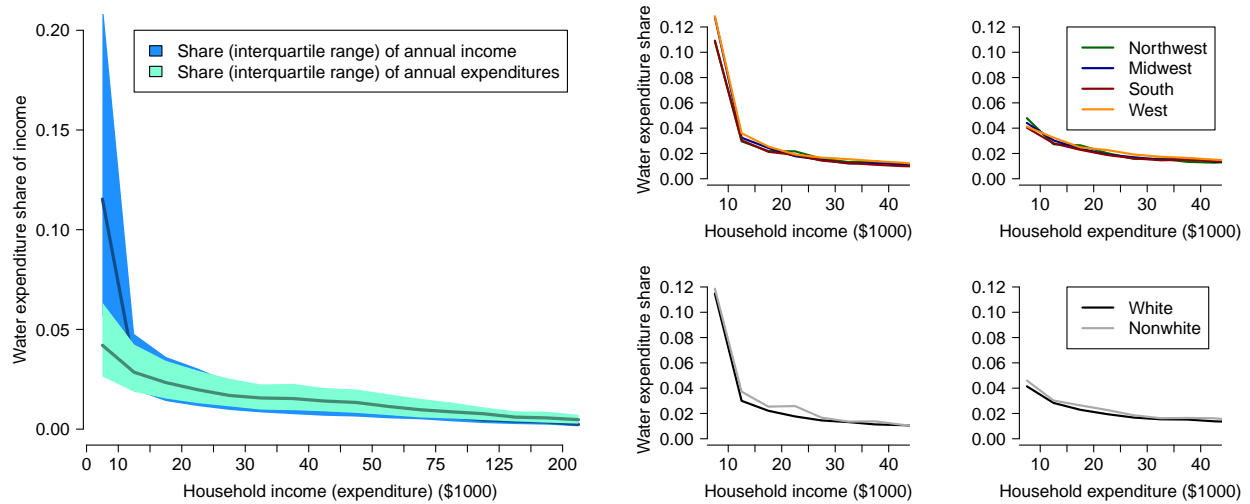 Water expenditure share of income
0.20
0.15
0.10
0.05
0.00
Share (interquartile range) of annual income
Share (interquartile range) of annual expenditures
0 10 20 30 50 75 125 200
Household income (expenditure) ($1000)
Water expenditure share
0.12
0.10
0.08
0.06
0.04
0.02
0.00
10 20 30 40
Household income ($1000)
0.12
0.10
0.08
0.06
0.04
0.02
0.00
Northwest
Midwest
South
West
10 20 30 40
Household expenditure ($1000)
Water expenditure share
0.12
0.10
0.08
0.06
0.04
0.02
0.00
10 20 30 40
Household income ($1000)
0.12
0.10
0.08
0.06
0.04
0.02
0.00
White
Nonwhite
10 20 30 40
Household expenditure ($1000)